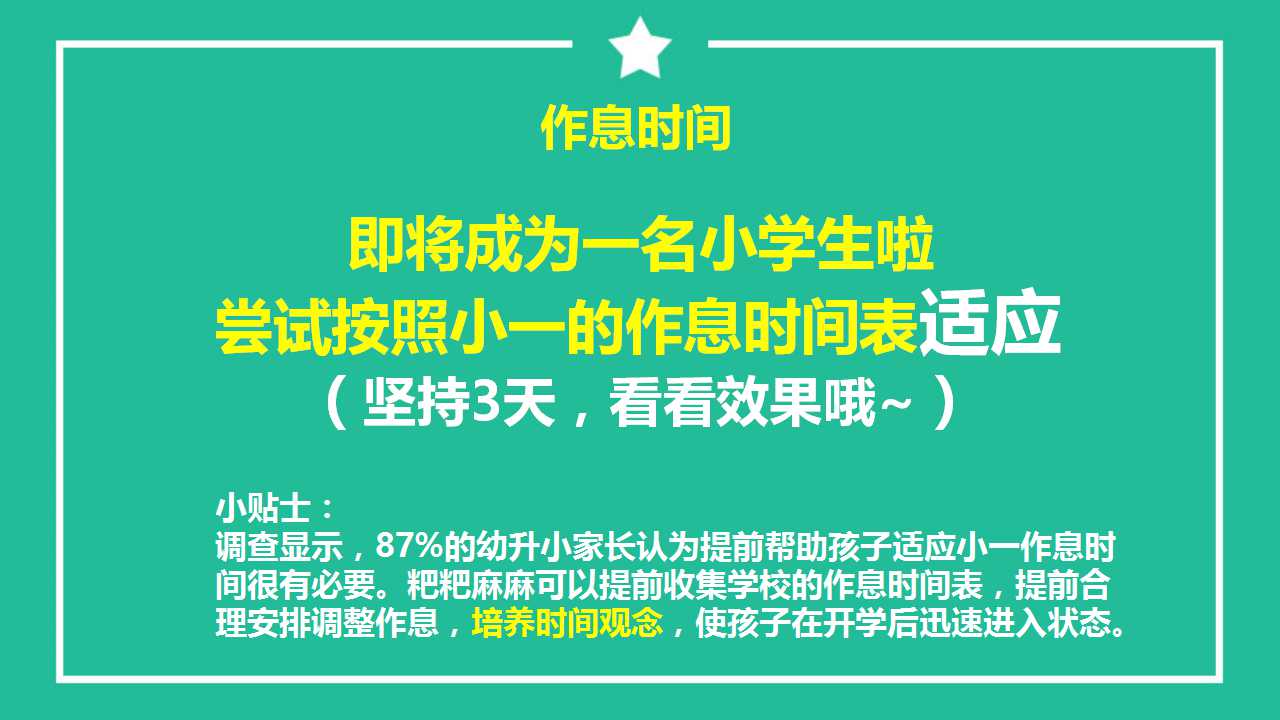 作息时间
即将成为一名小学生啦
尝试按照小一的作息时间表适应
（坚持3天，看看效果哦~）
小贴士：
调查显示，87%的幼升小家长认为提前帮助孩子适应小一作息时
间很有必要。粑粑麻麻可以提前收集学校的作息时间表，提前合
理安排调整作息，培养时间观念，使孩子在开学后迅速进入状态。